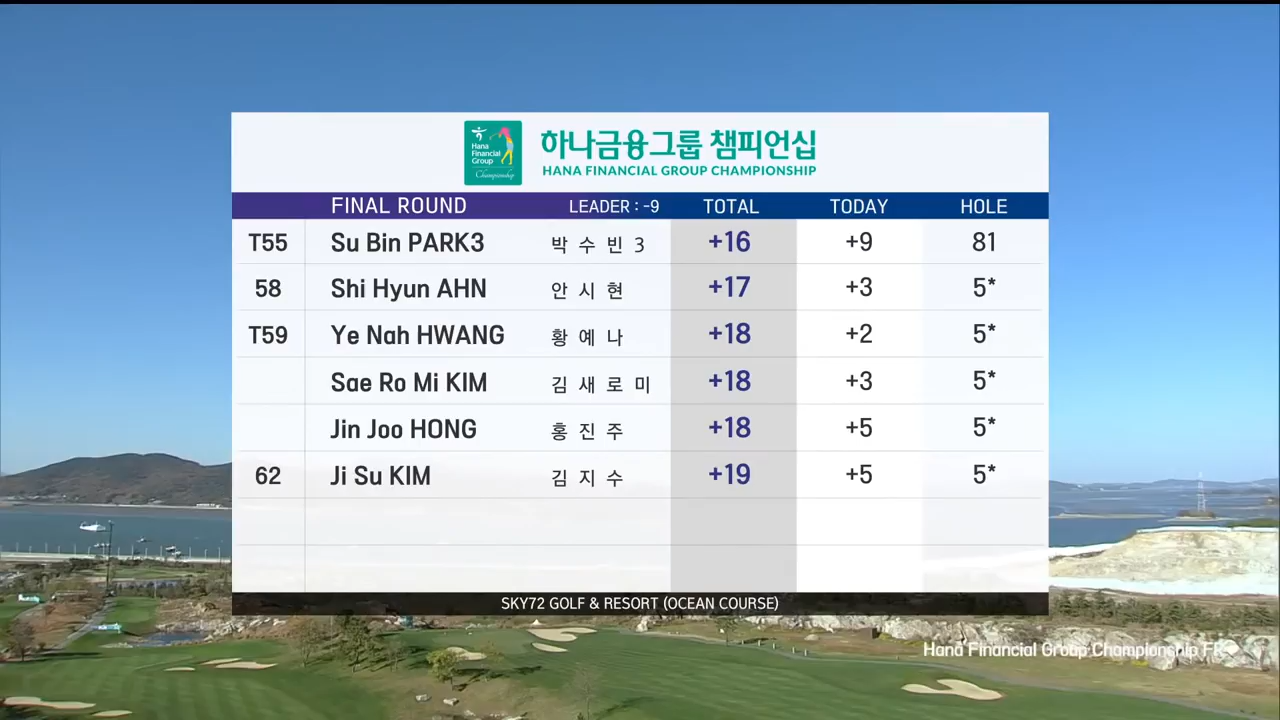 Hana
Financial
Group
Championship
하나금융그룹 챔피언십
HANA FINANCIAL GROUP CHAMPIONSHIP
FINAL ROUND LEADER : -9 TOTAL TODAY HOLE
T55 Su Bin PARK3 박수빈3 +16 +9 81
58 Shi Hyun AHN 안시현 +17 +3 5*
T59 Ye Nah HWANG 황예나 +18 +2 5*
Sae Ro Mi KIM 김새로미 +18 +3 5*
Jin Joo HONG 홍진주 +18 +5 5*
62 Ji Su KIM 김지수 +19 +5 5*
SKY72 GOLF & RESORT (OCEAN COURSE)
Hana Financial Group Championship FR